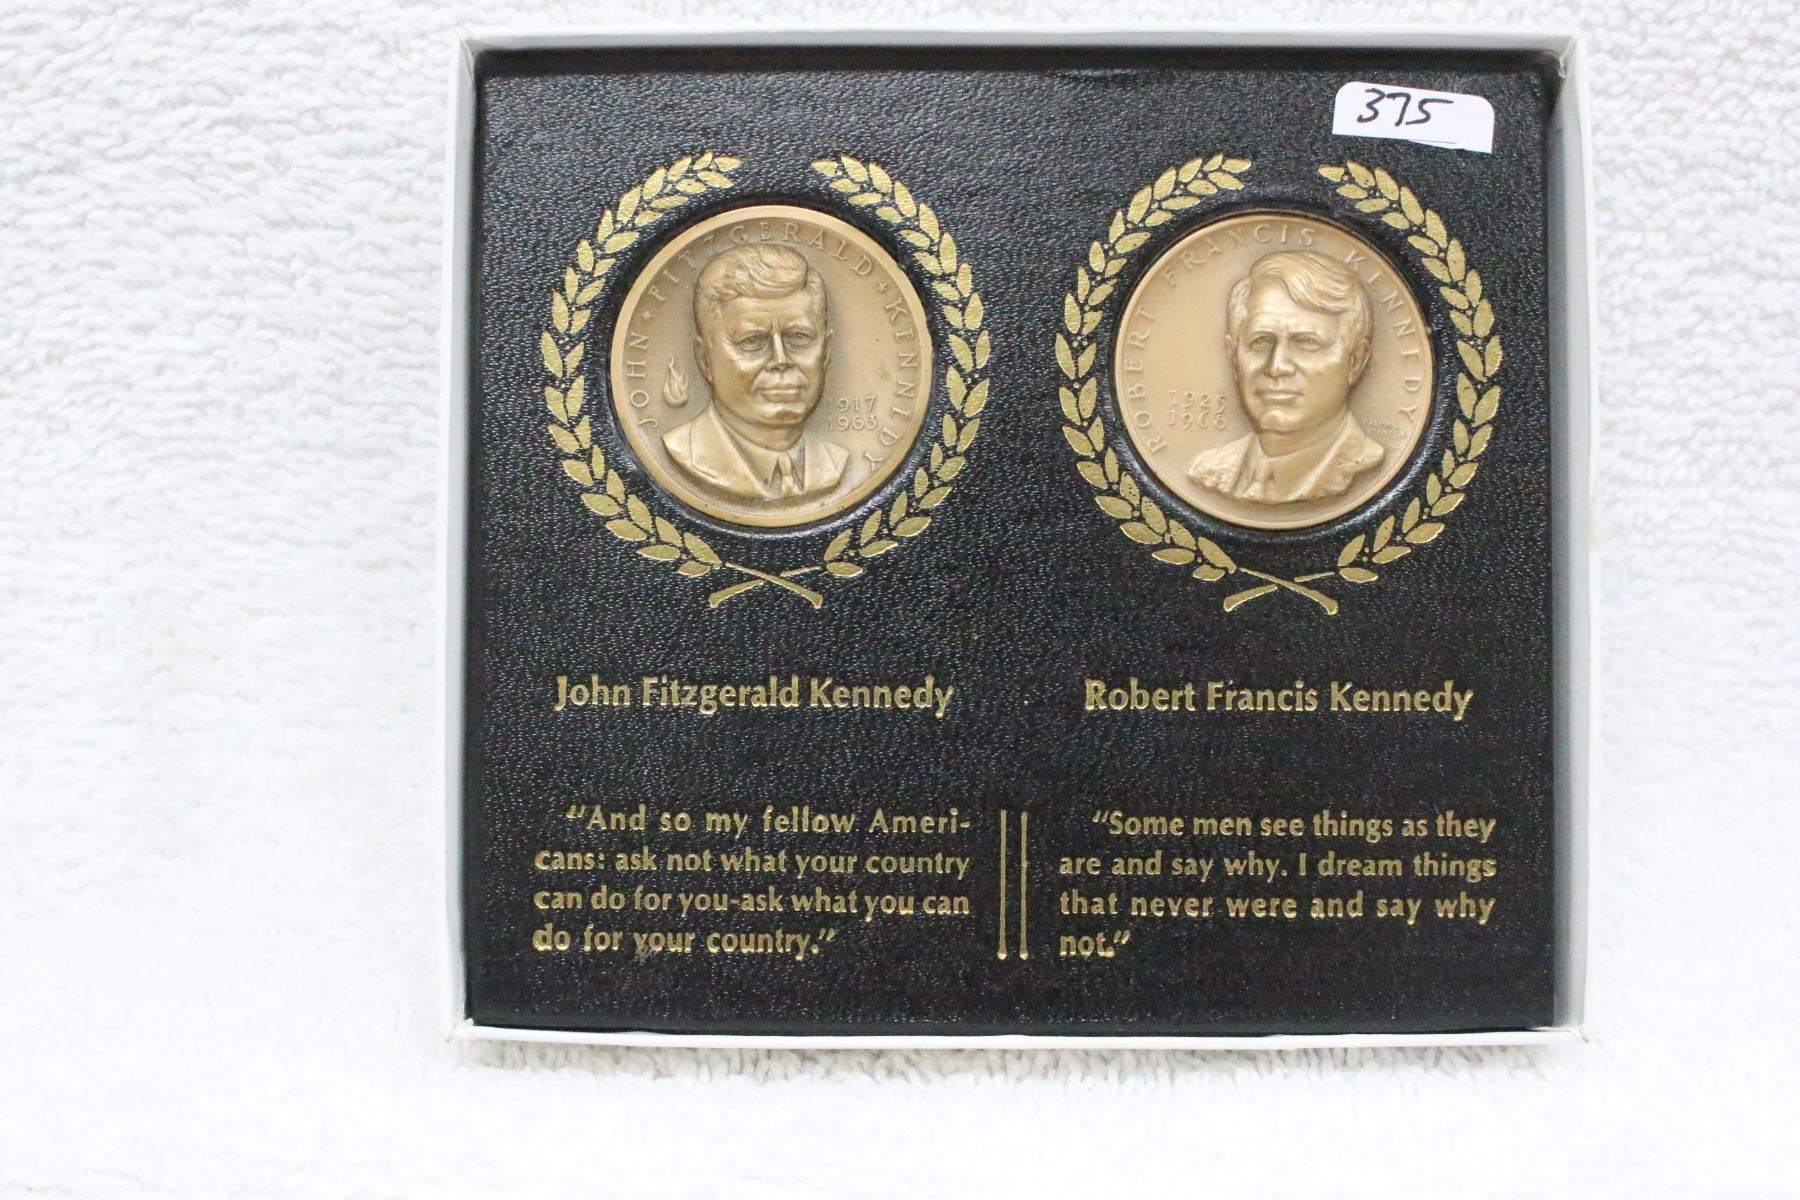 375
JOHN ★ FITZGERALD ★ KENNEDY
1917
1963
ROBERT FRANCIS KENNEDY
1925
1968
John Fitzgerald Kennedy
Robert Francis Kennedy
"And so my fellow Ameri-
cans: ask not what your country
can do for you-ask what you can
do for your country."
"Some men see things as they
are and say why. I dream things
that never were and say why
not."